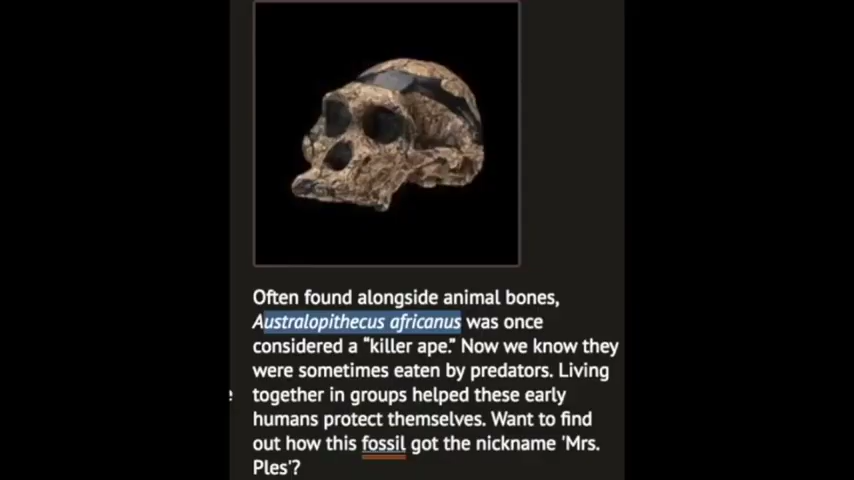 Often found alongside animal bones,
Australopithecus africanus was once
considered a “killer ape.” Now we know they
were sometimes eaten by predators. Living
together in groups helped these early
humans protect themselves. Want to find
out how this fossil got the nickname 'Mrs.
Ples'?